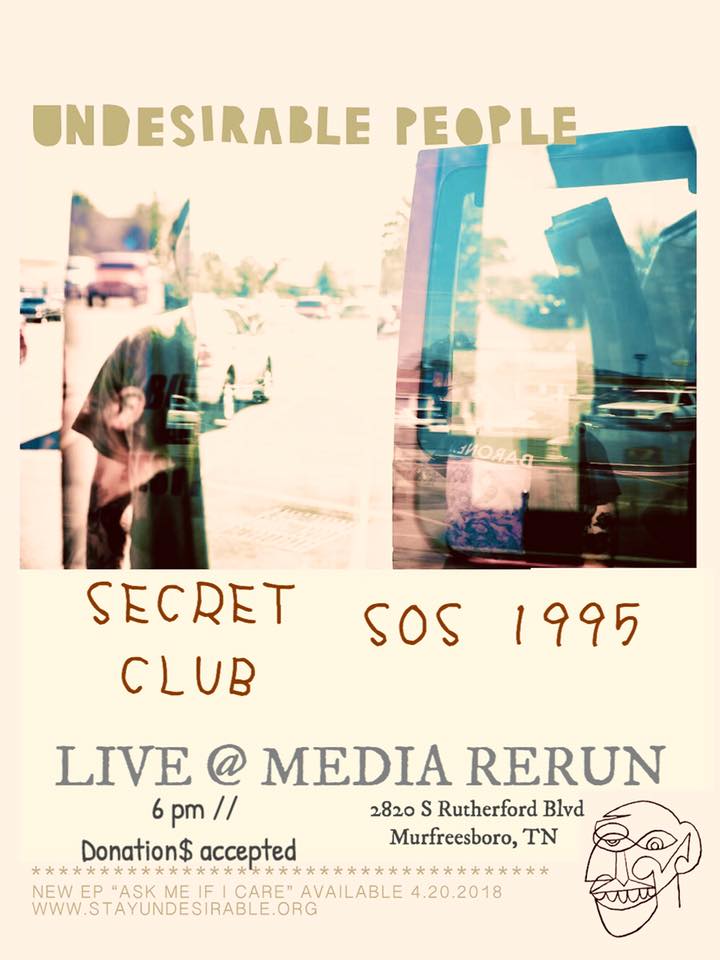 UNDESIRABLE PEOPLE
BARONE
SECRET
CLUB
SOS 1995
LIVE @ MEDIA RERUN
6 pm //
Donation$ accepted
2820 S Rutherford Blvd
Murfreesboro, TN
****************************************
NEW EP “ASK ME IF I CARE” AVAILABLE 4.20.2018
WWW.STAYUNDESIRABLE.ORG